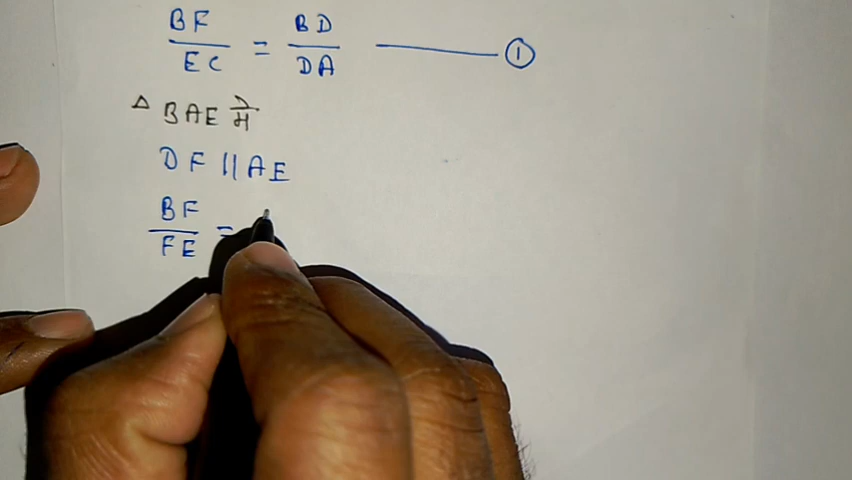 BF/EC = BD/DA ——— ①
△ BAE में
DF || AE
BF/FE =